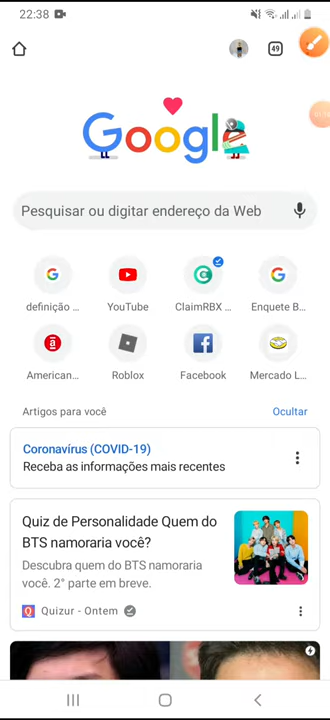 22:38
49
Google
Pesquisar ou digitar endereço da Web
definição ...
YouTube
ClaimRBX ...
Enquete B...
American...
Roblox
Facebook
Mercado L...
Artigos para você
Ocultar
Coronavírus (COVID-19)
Receba as informações mais recentes
Quiz de Personalidade Quem do
BTS namoraria você?
Descubra quem do BTS namoraria
você. 2° parte em breve.
Quizur - Ontem